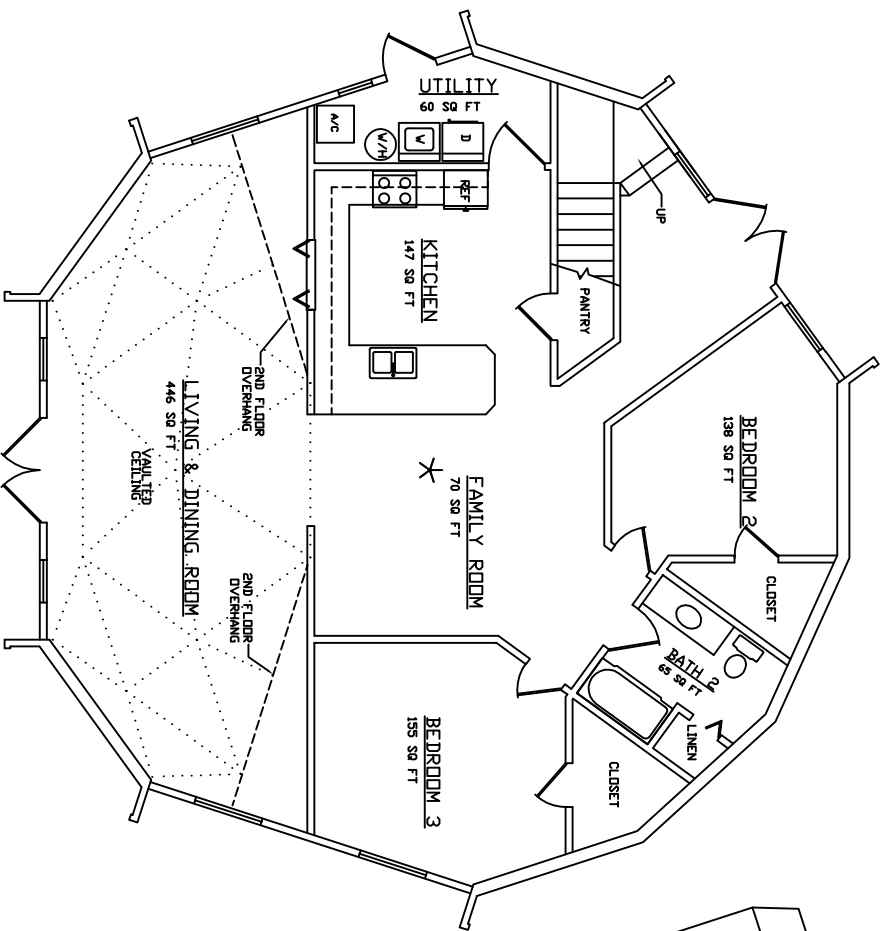 UTILITY
60 SQ FT
A/C
W/H
W
D
REF
UP
KITCHEN
147 SQ FT
PANTRY
2ND FLOOR
OVERHANG
LIVING & DINING ROOM
446 SQ FT
VAULTED
CEILING
FAMILY ROOM
70 SQ FT
BEDROOM 2
138 SQ FT
CLOSET
BATH 2
65 SQ FT
LINEN
2ND FLOOR
OVERHANG
BEDROOM 3
155 SQ FT
CLOSET